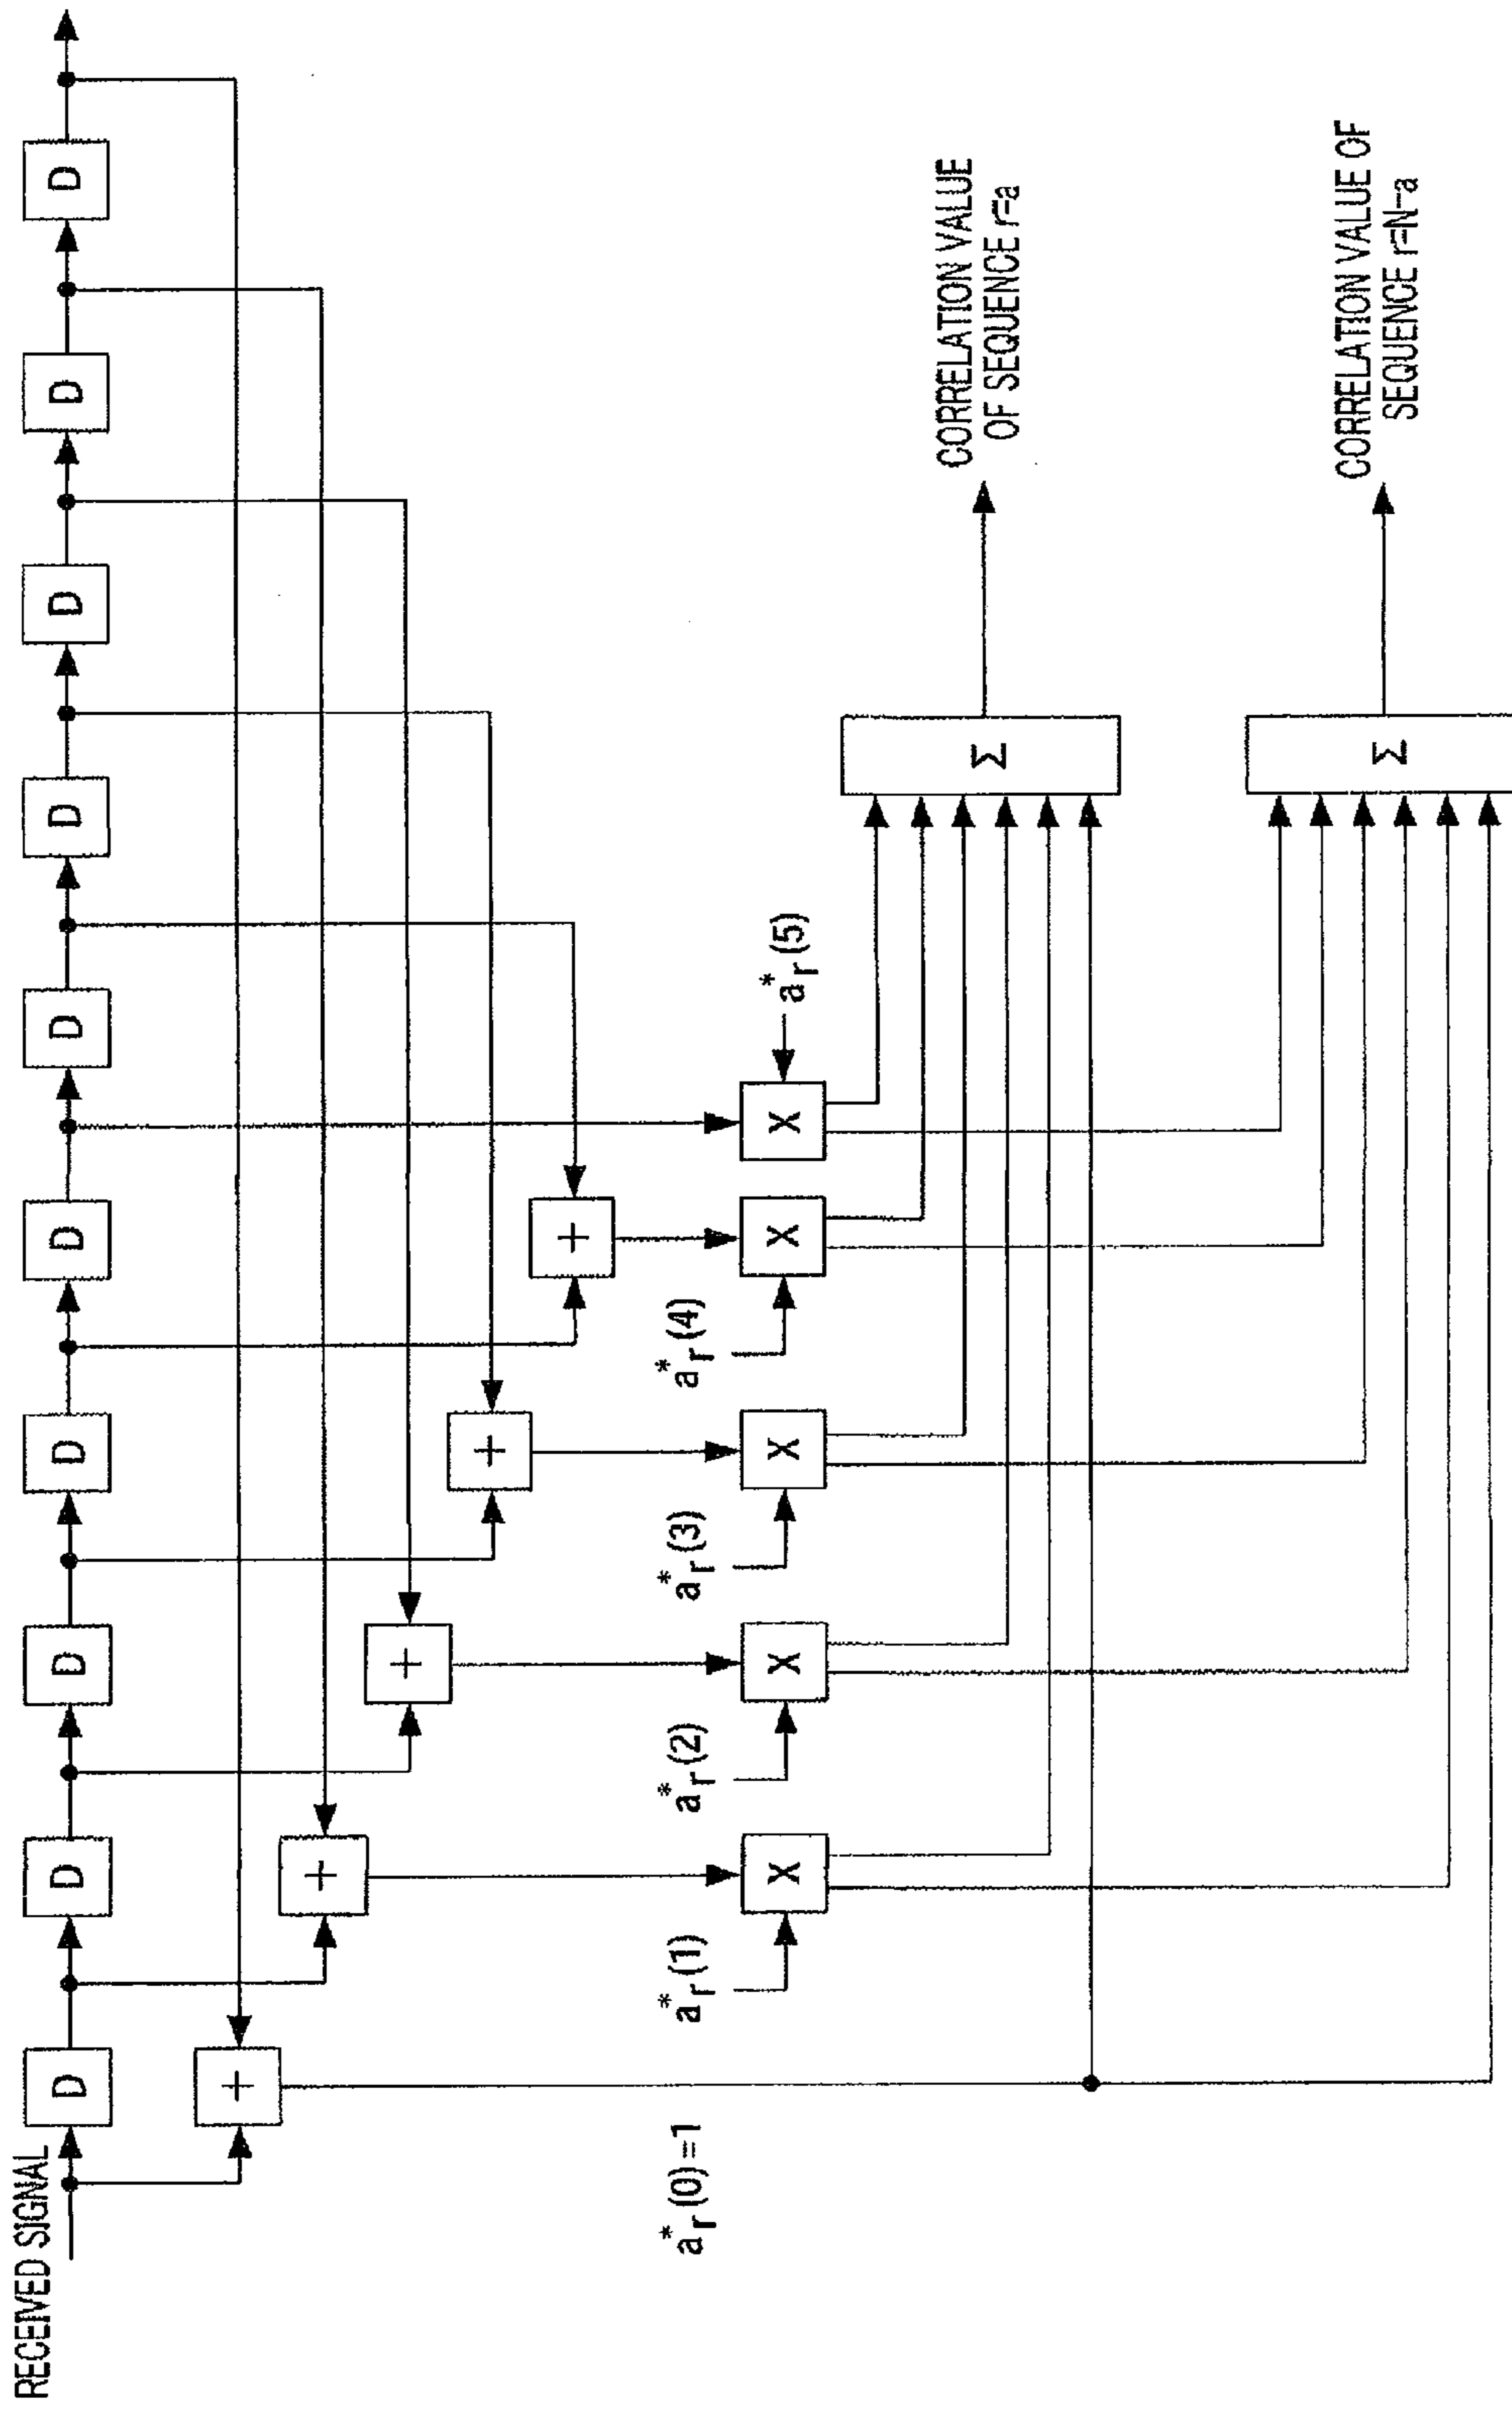 RECEIVED SIGNAL
D D D D D D D D D D
+
+
+
+
+
a*r(0)=1
a*r(1)
a*r(2)
a*r(3)
a*r(4)
X X X X X
a*r(5)
Σ
CORRELATION VALUE
OF SEQUENCE r=a
Σ
CORRELATION VALUE OF
SEQUENCE r=N-a